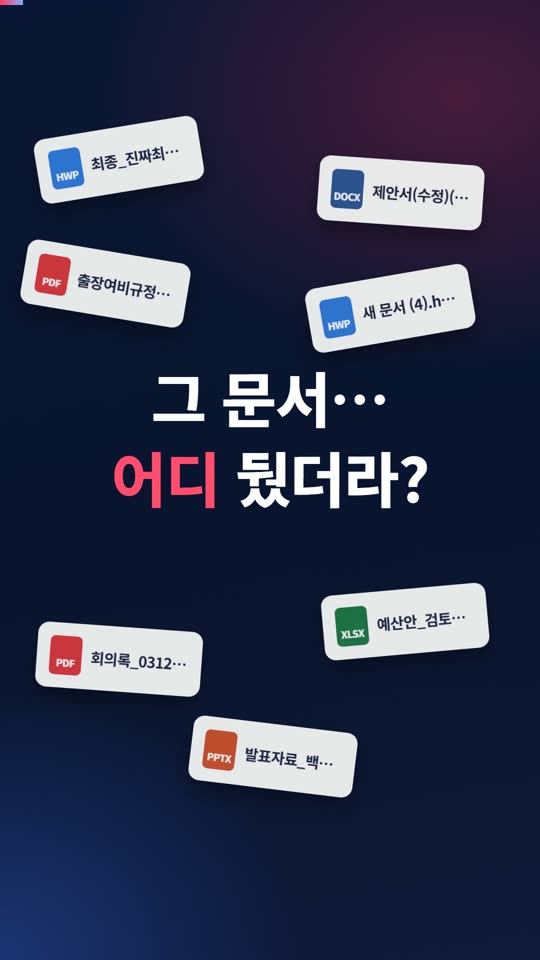 HWP 최종_진짜최…
DOCX 제안서(수정)(…
PDF 출장여비규정…
HWP 새 문서 (4).h…
그 문서…
어디 뒀더라?
XLSX 예산안_검토…
PDF 회의록_0312…
PPTX 발표자료_백…